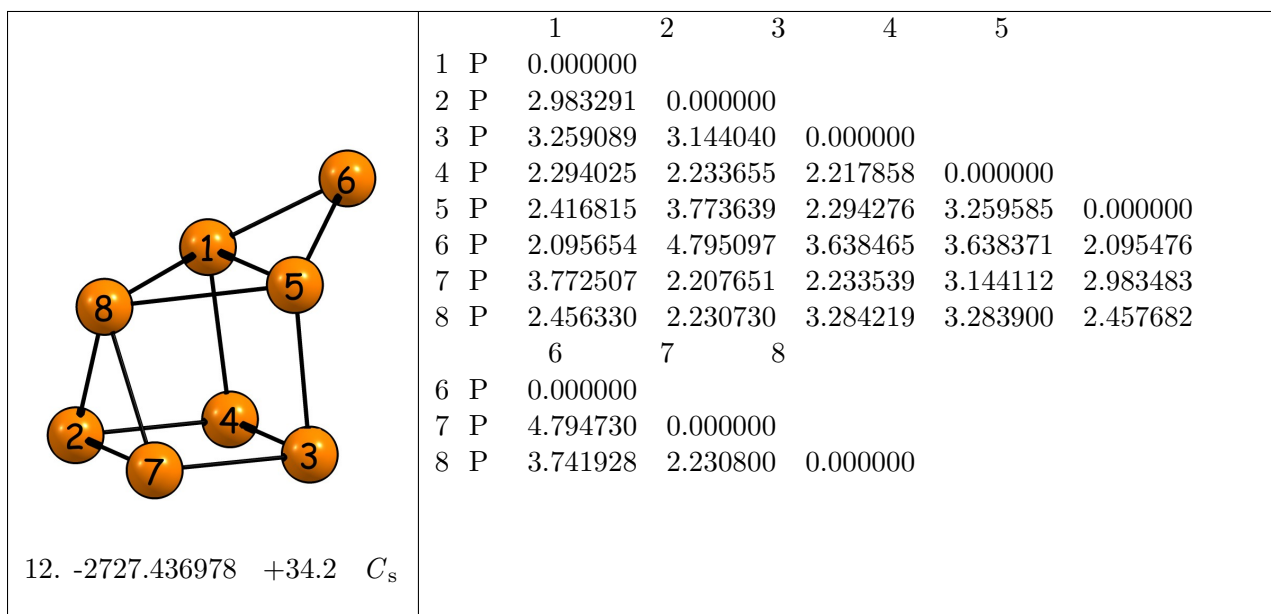 1 2 3 4 5
1 P 0.000000
2 P 2.983291 0.000000
3 P 3.259089 3.144040 0.000000
4 P 2.294025 2.233655 2.217858 0.000000
5 P 2.416815 3.773639 2.294276 3.259585 0.000000
6 P 2.095654 4.795097 3.638465 3.638371 2.095476
7 P 3.772507 2.207651 2.233539 3.144112 2.983483
8 P 2.456330 2.230730 3.284219 3.283900 2.457682
6 7 8
6 P 0.000000
7 P 4.794730 0.000000
8 P 3.741928 2.230800 0.000000
6
1
5
8
4
2
3
7
12. -2727.436978 +34.2 Cs